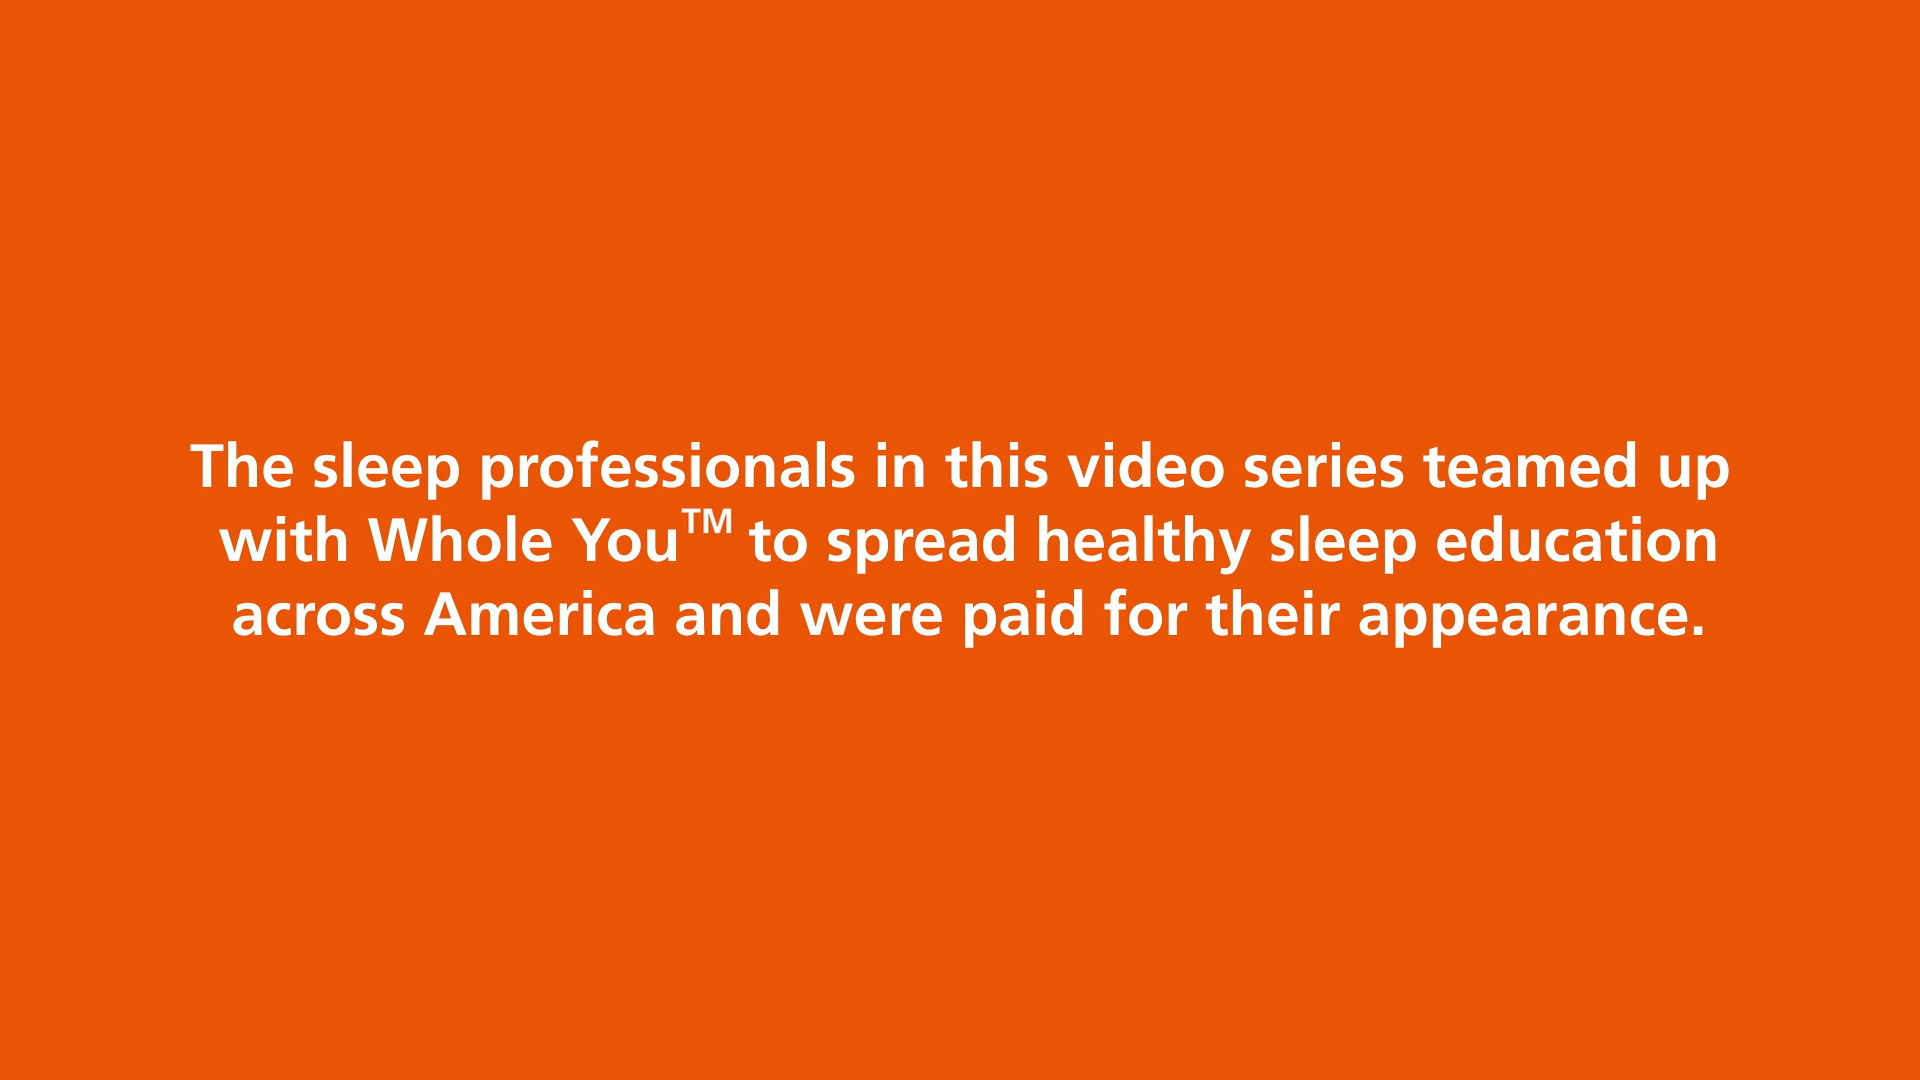 The sleep professionals in this video series teamed up
with Whole You™ to spread healthy sleep education
across America and were paid for their appearance.